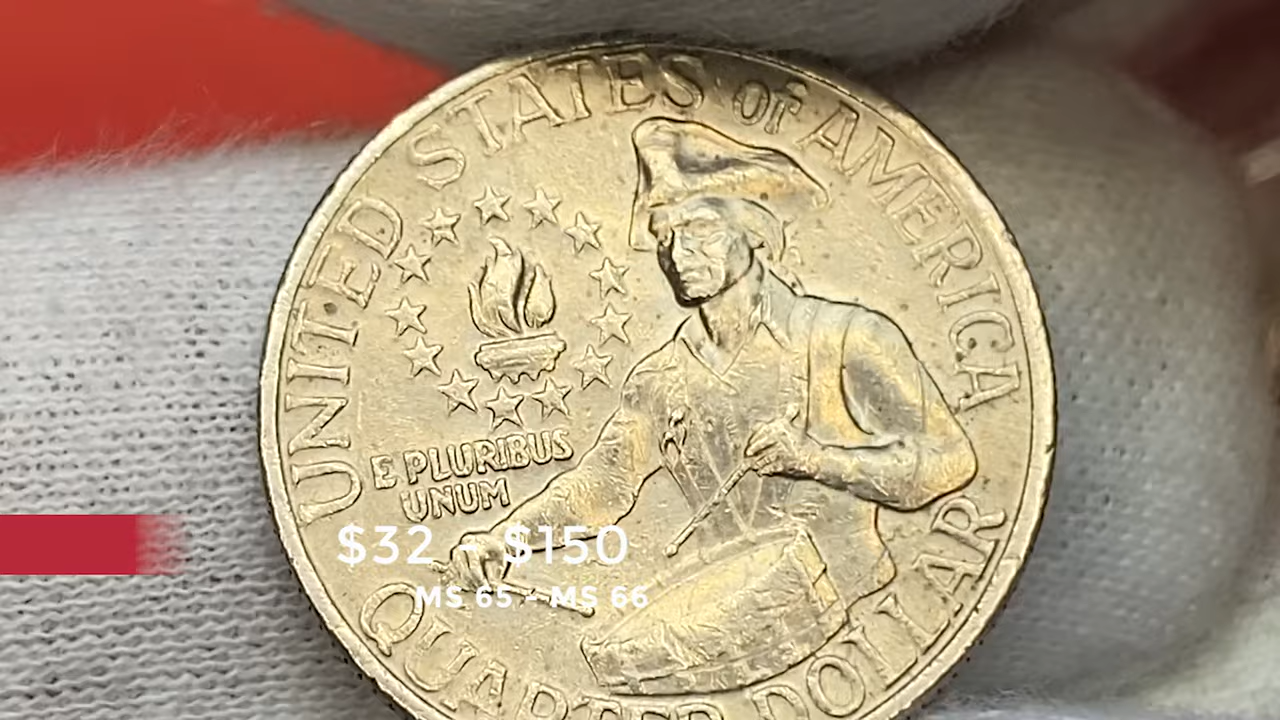 UNITED STATES of AMERICA
E PLURIBUS
UNUM
$32 - $150
MS 65 - MS 66
QUARTER DOLLAR